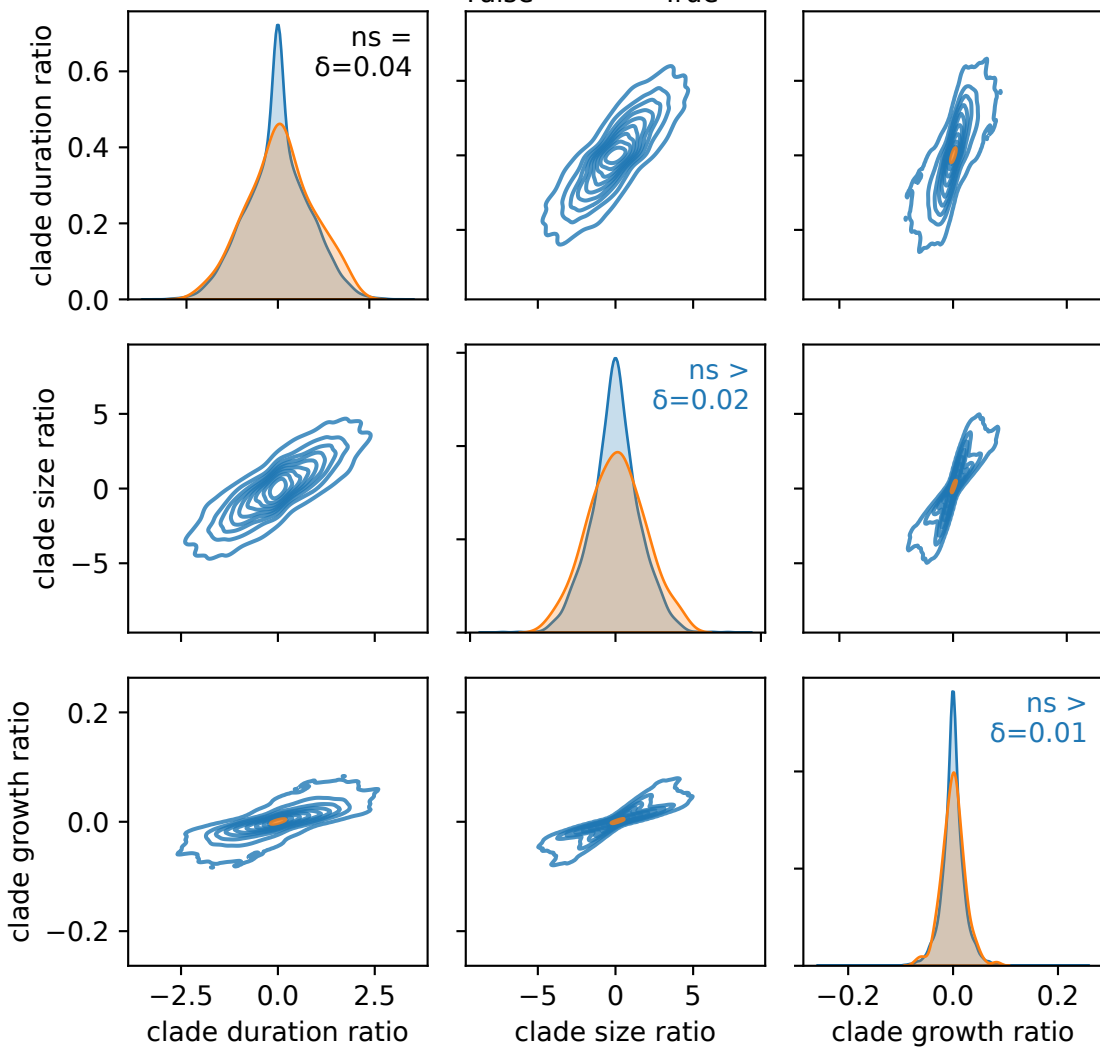 clade duration ratio
0.6
0.4
0.2
0.0
ns =
δ=0.04
clade size ratio
5
0
−5
ns >
δ=0.02
clade growth ratio
0.2
0.0
−0.2
ns >
δ=0.01
−2.5 0.0 2.5
−5 0 5
−0.2 0.0 0.2
clade duration ratio
clade size ratio
clade growth ratio